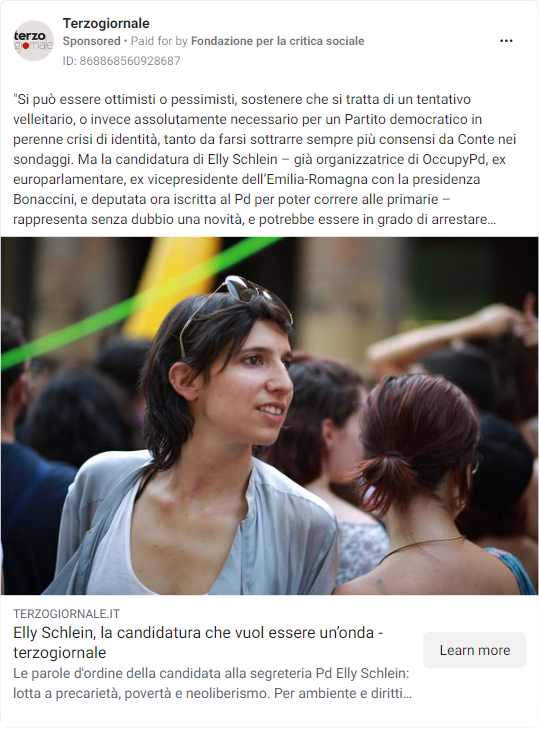 terzo
giornale
Terzogiornale
Sponsored • Paid for by Fondazione per la critica sociale
ID: 868868560928687
"Si può essere ottimisti o pessimisti, sostenere che si tratta di un tentativo
velleitario, o invece assolutamente necessario per un Partito democratico in
perenne crisi di identità, tanto da farsi sottrarre sempre più consensi da Conte nei
sondaggi. Ma la candidatura di Elly Schlein – già organizzatrice di OccupyPd, ex
europarlamentare, ex vicepresidente dell'Emilia-Romagna con la presidenza
Bonaccini, e deputata ora iscritta al Pd per poter correre alle primarie –
rappresenta senza dubbio una novità, e potrebbe essere in grado di arrestare…
TERZOGIORNALE.IT
Elly Schlein, la candidatura che vuol essere un'onda -
terzogiornale
Le parole d'ordine della candidata alla segreteria Pd Elly Schlein:
lotta a precarietà, povertà e neoliberismo. Per ambiente e diritti…
Learn more